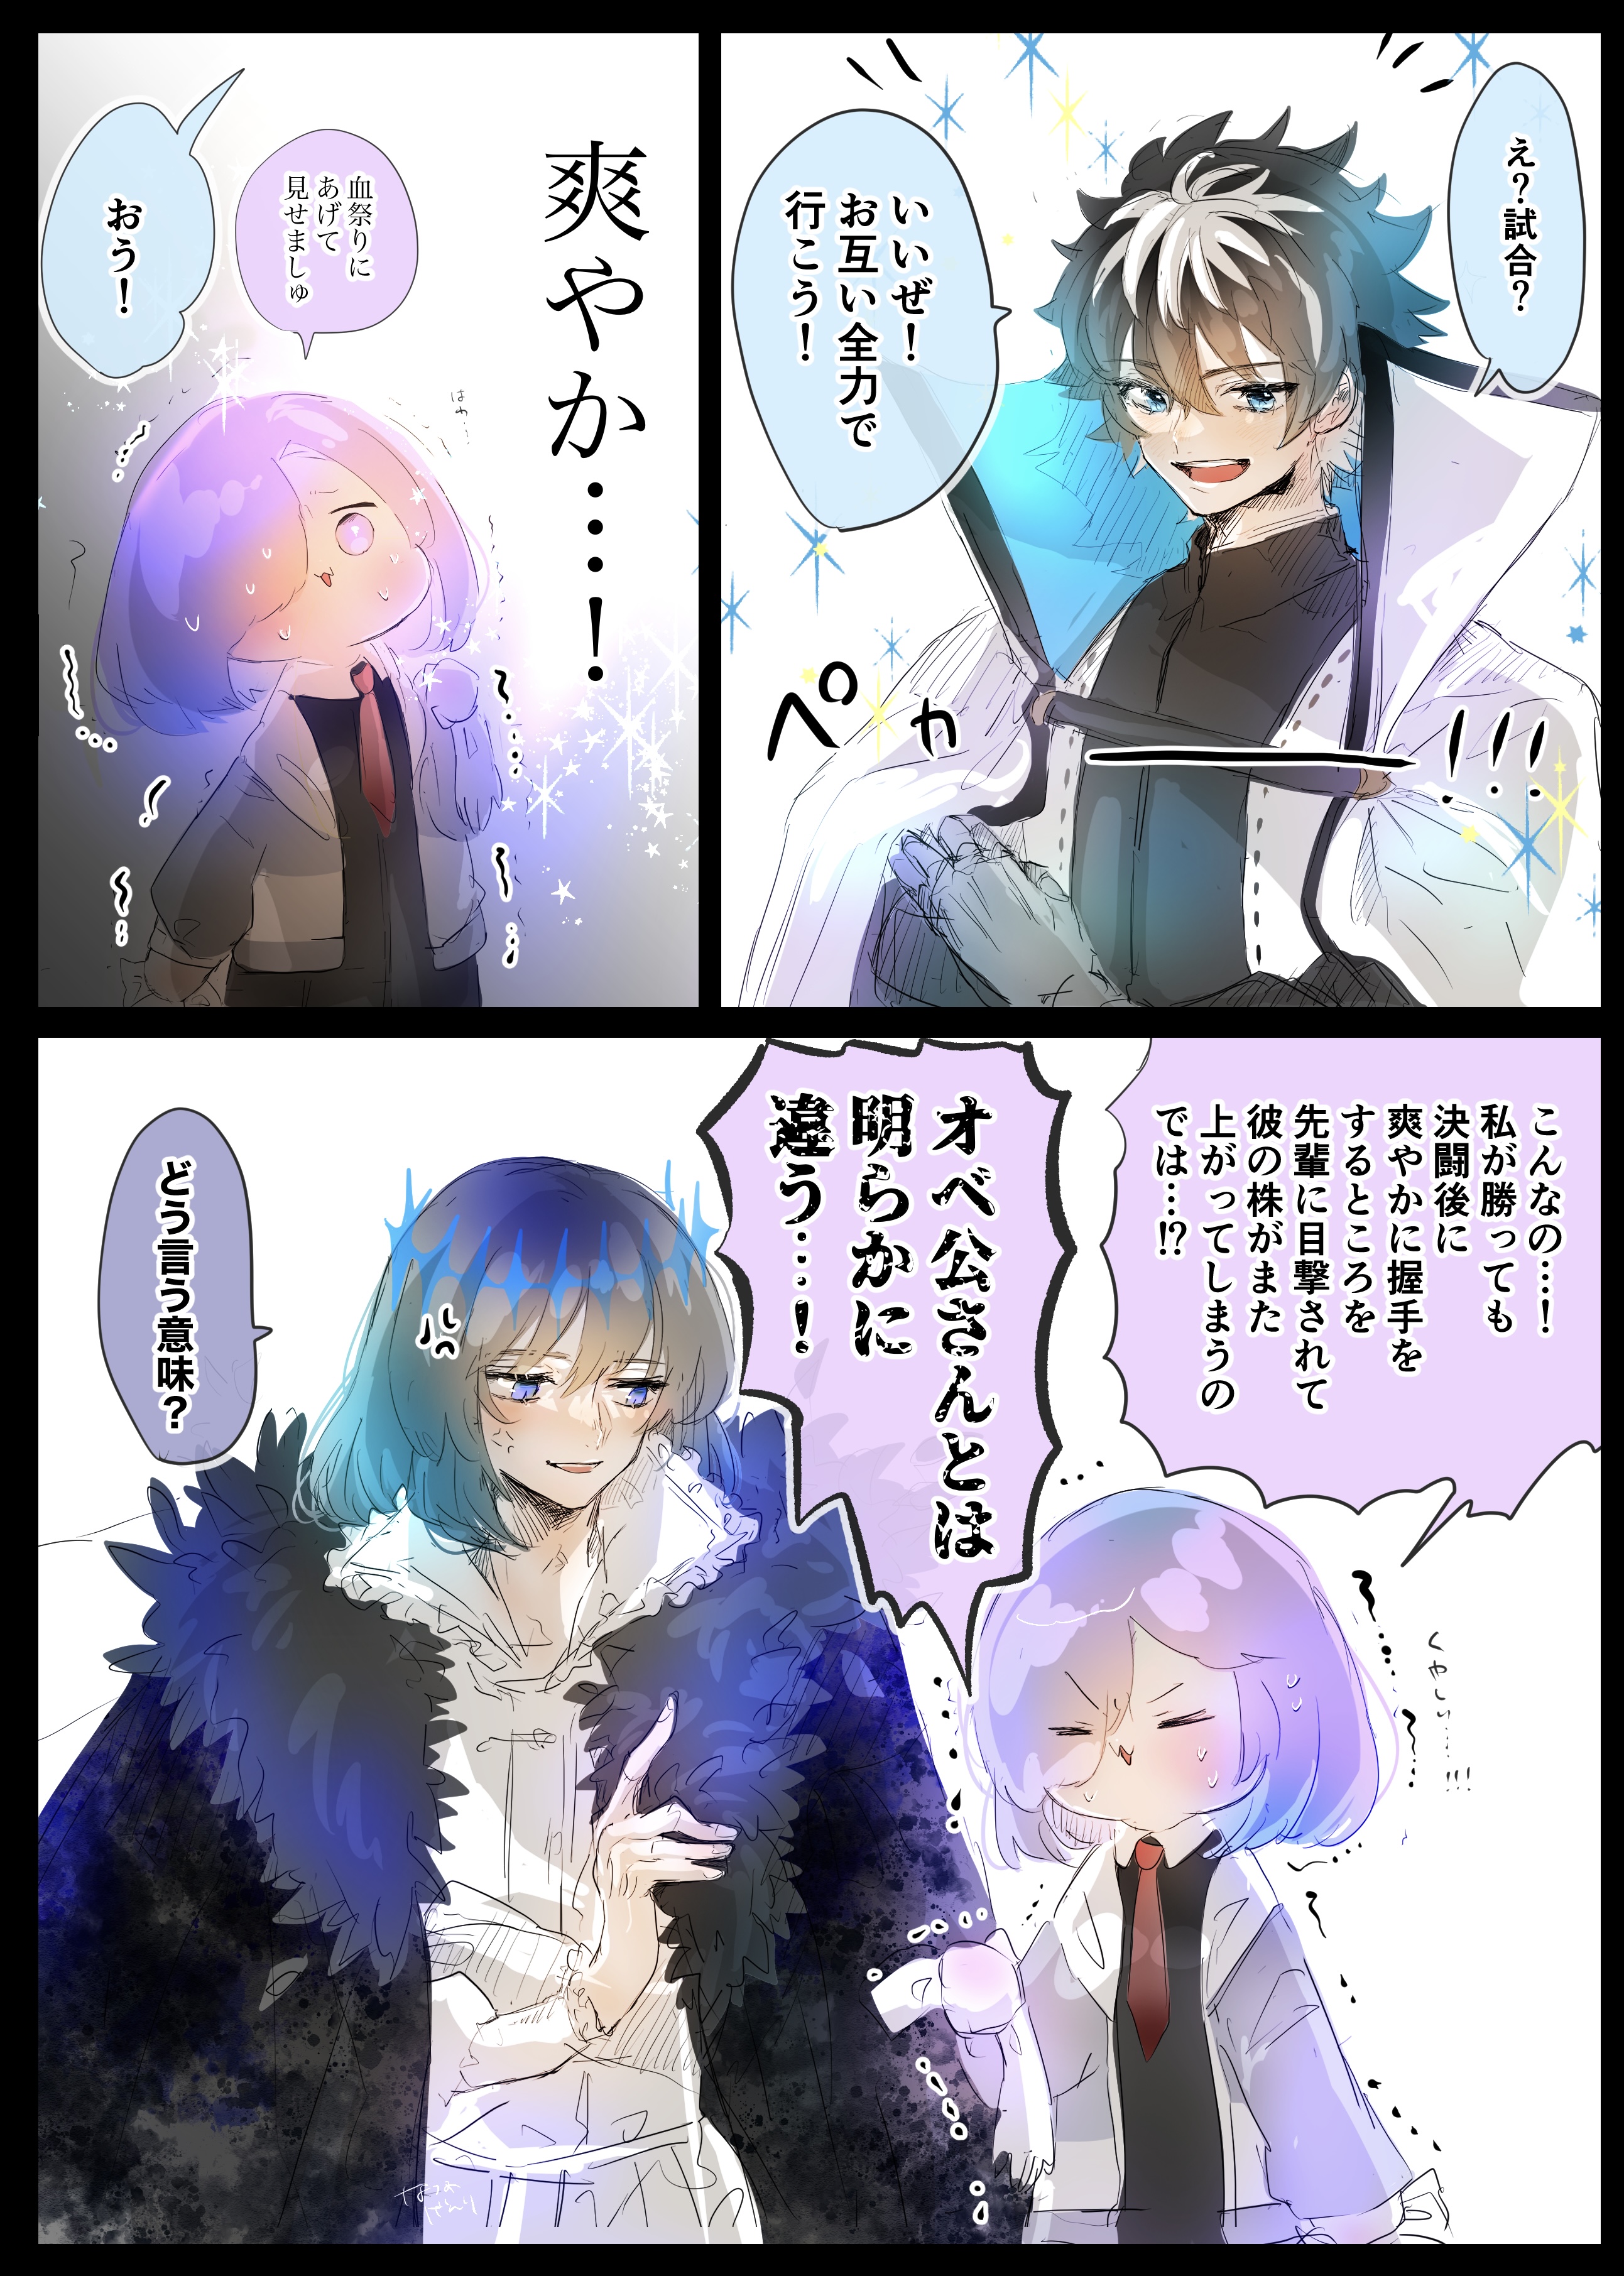 え?試合?
いいぜ!
お互い全力で
行こう!
ペカー!!!
爽やか…!
血祭りに
あげて
見せましゅ
おう!
はわ…
こんなの…!
私が勝っても
決闘後に
爽やかに握手を
するところを
先輩に目撃されて
彼の株がまた
上がってしまうの
では…!?
オベ公さんとは
明らかに
違う…!
くやしい…!!!
どう言う意味?